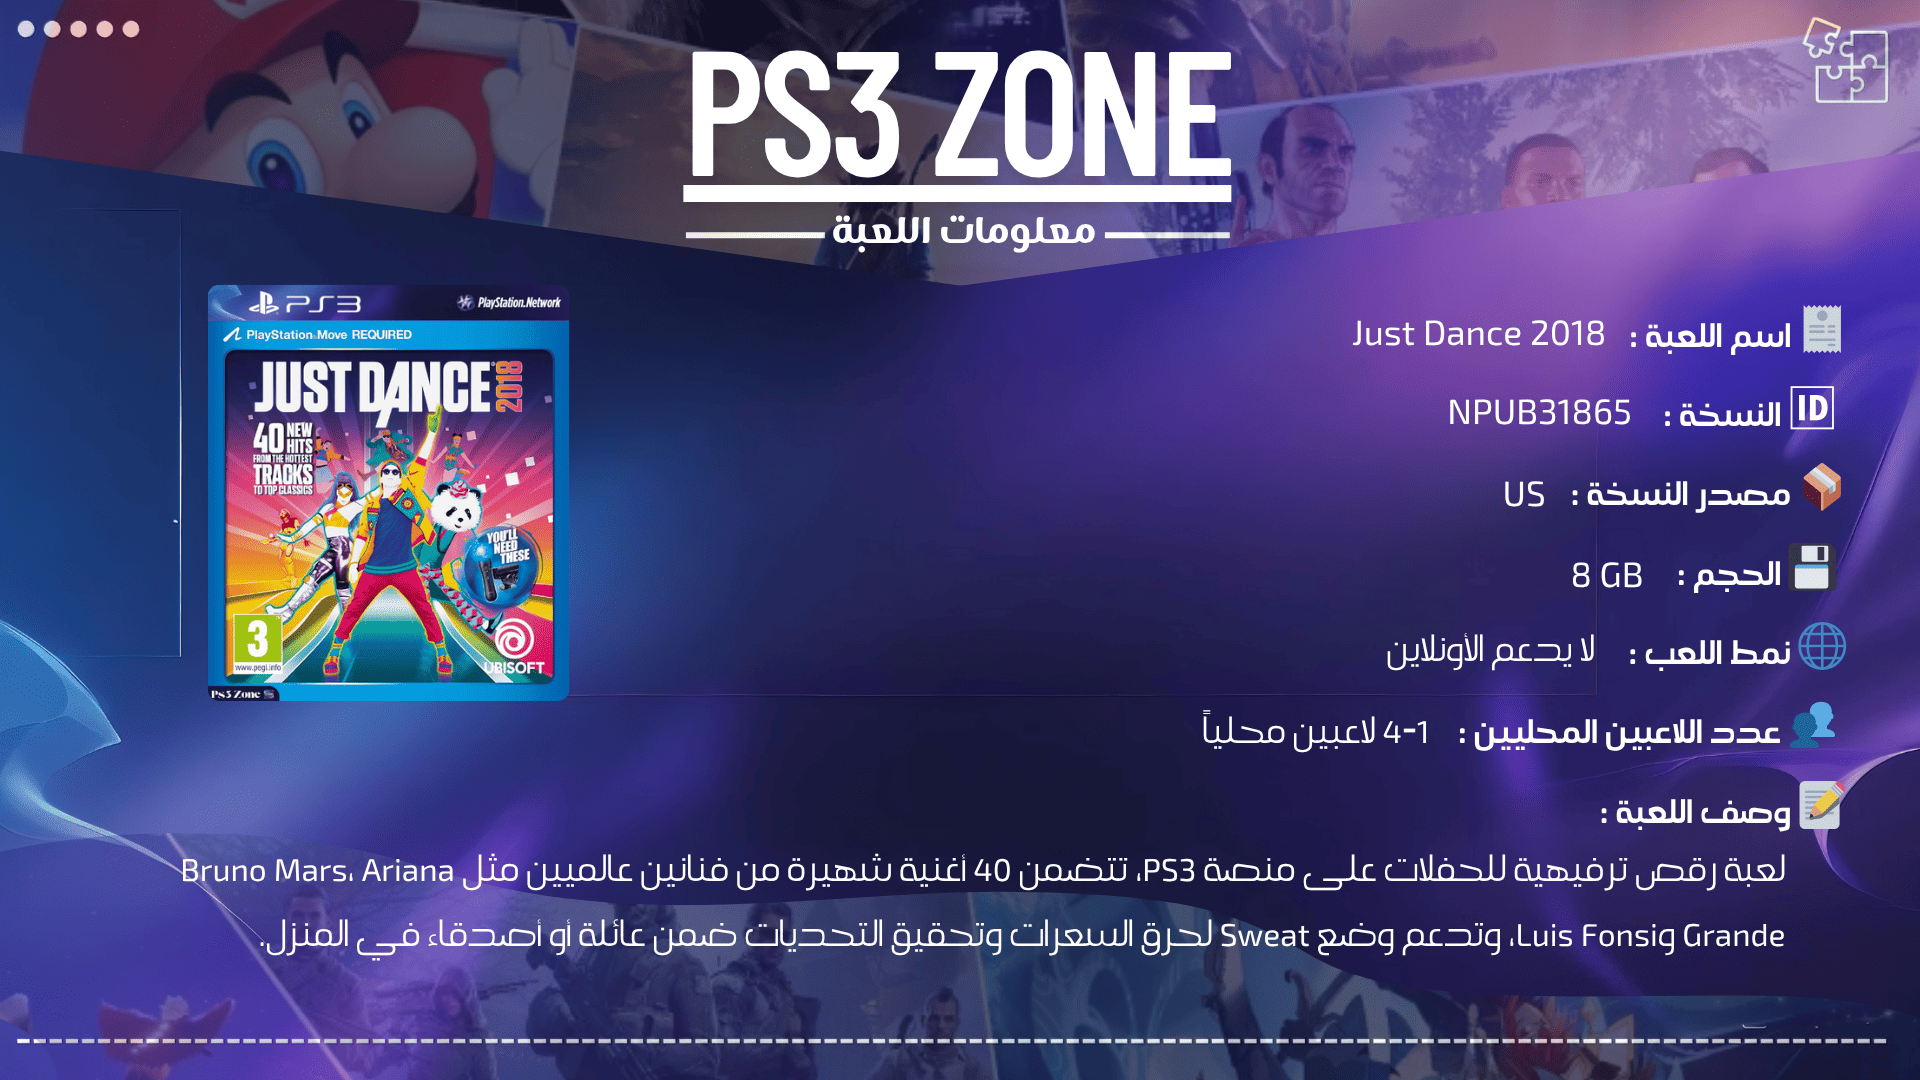 PS3 ZONE
معلومات اللعبة
PS3 PlayStation Network
PlayStation Move REQUIRED
JUST DANCE 2018
40 NEW HITS
FROM THE HOTTEST
TRACKS
TO TOP CLASSICS
YOU'LL
NEED
THESE
3
www.pegi.info
UBISOFT
Ps3 Zone
اسم اللعبة : Just Dance 2018
ID النسخة : NPUB31865
مصدر النسخة : US
الحجم : 8 GB
نمط اللعب : لا يدعم الأونلاين
عدد اللاعبين المحليين : 1-4 لاعبين محلياً
وصف اللعبة :
لعبة رقص ترفيهية للحفلات على منصة PS3، تتضمن 40 أغنية شهيرة من فنانين عالميين مثل Bruno Mars، Ariana
Grande وLuis Fonsi، وتدعم وضع Sweat لحرق السعرات وتحقيق التحديات ضمن عائلة أو أصدقاء في المنزل.